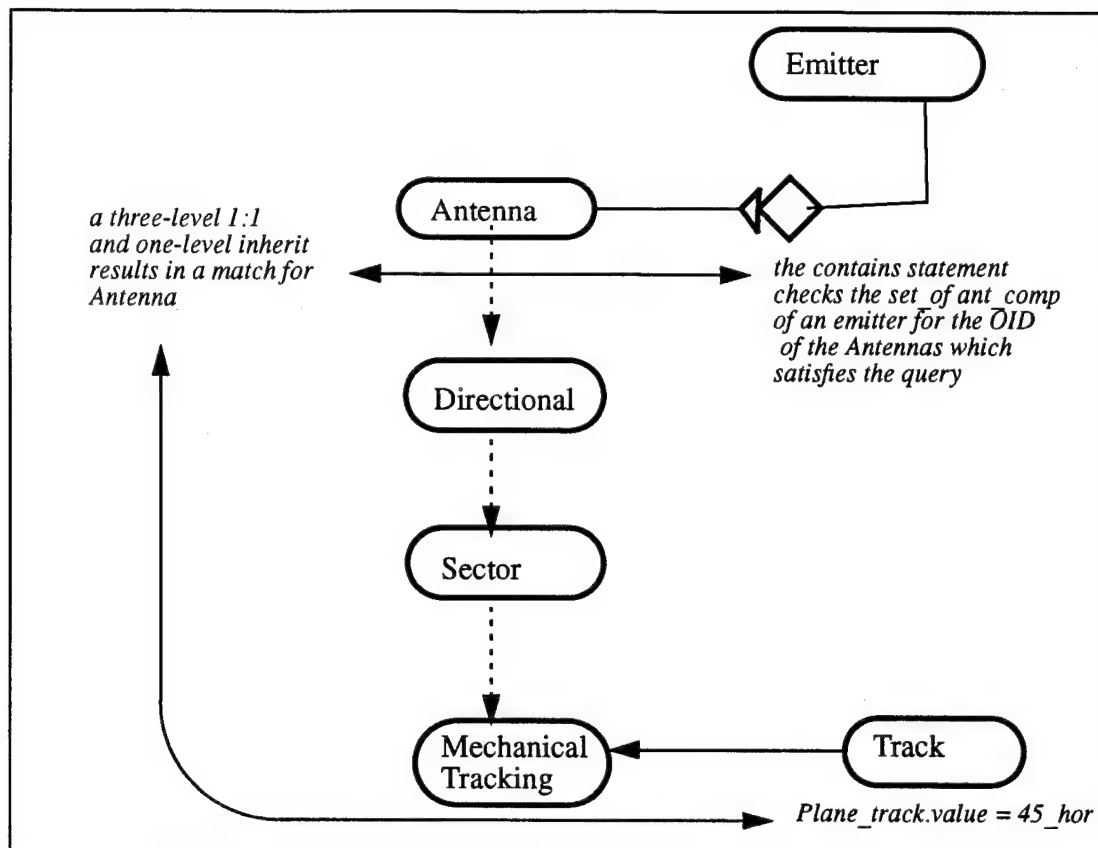 Emitter
Antenna
a three-level 1:1
and one-level inherit
results in a match for
Antenna
the contains statement
checks the set_of ant_comp
of an emitter for the OID
of the Antennas which
satisfies the query
Directional
Sector
Mechanical
Tracking
Track
Plane_track.value = 45_hor